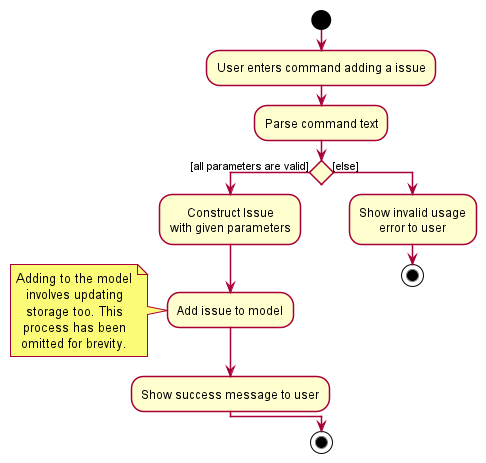 User enters command adding a issue
Parse command text
[all parameters are valid]
[else]
Construct Issue
with given parameters
Show invalid usage
error to user
Adding to the model
involves updating
storage too. This
process has been
omitted for brevity.
Add issue to model
Show success message to user